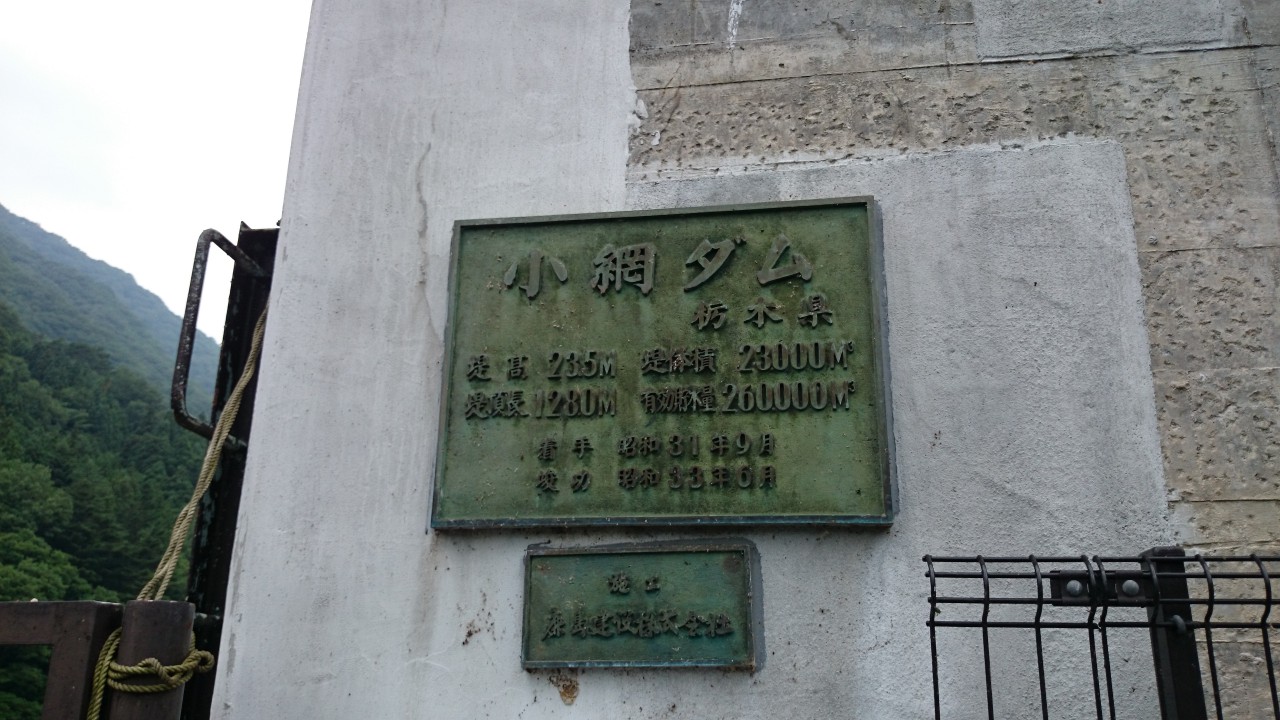 小網ダム
栃木県
堤高 23.5M 堤体積 23.000M³
堤頂長 128.0M 有効貯水量 260.000M³
着手 昭和31年9月
竣功 昭和33年6月
施工
鹿島建設株式会社